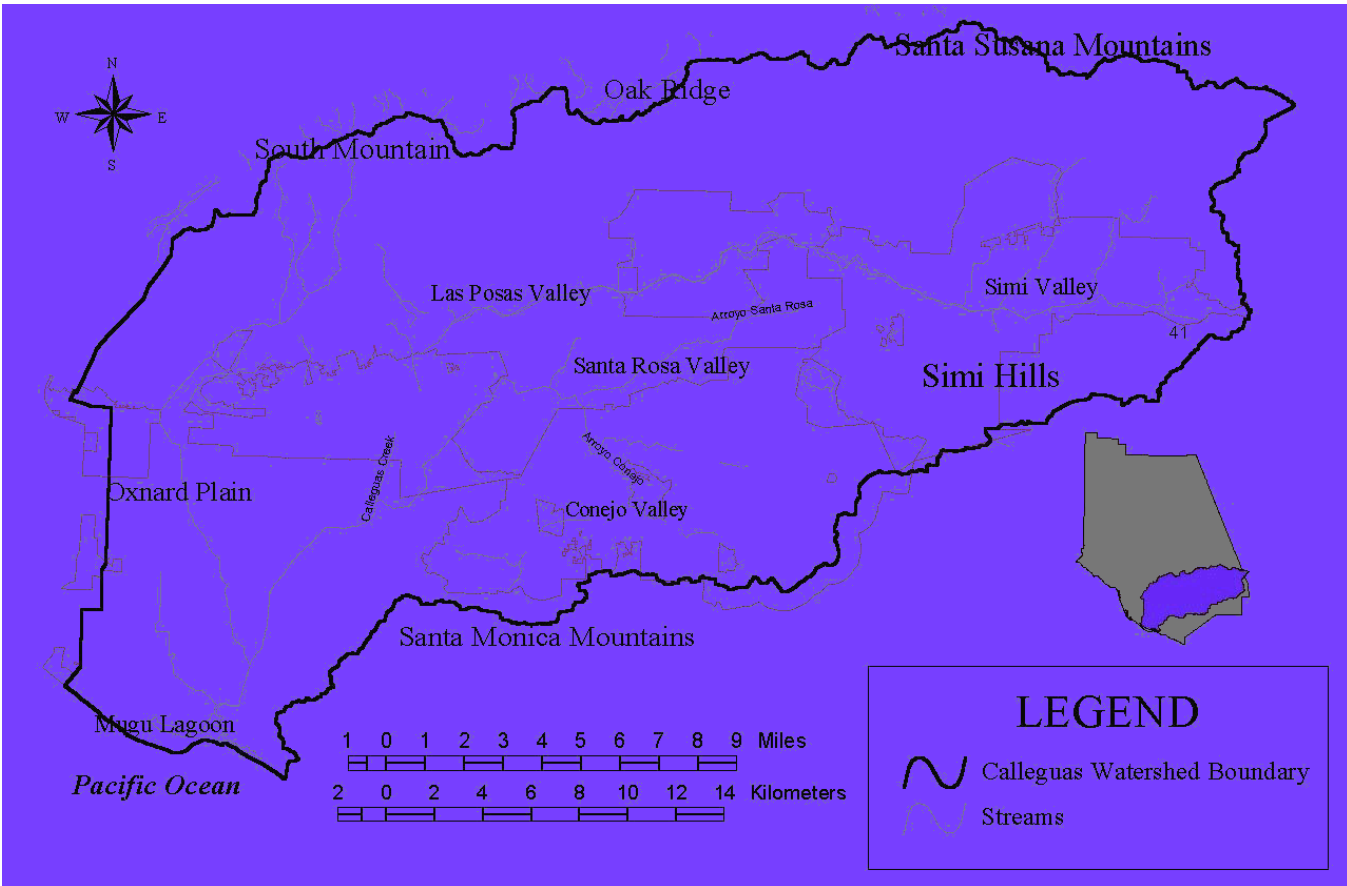 Santa Susana Mountains
N
Oak Ridge
W
E
South Mountain
S
Las Posas Valley
Simi Valley
Arroyo Santa Rosa
41
Santa Rosa Valley
Simi Hills
Arroyo Conejo
Calleguas Creek
Oxnard Plain
Conejo Valley
Santa Monica Mountains
Mugu Lagoon
Pacific Ocean
1 0 1 2 3 4 5 6 7 8 9 Miles
2 0 2 4 6 8 10 12 14 Kilometers
LEGEND
Calleguas Watershed Boundary
Streams